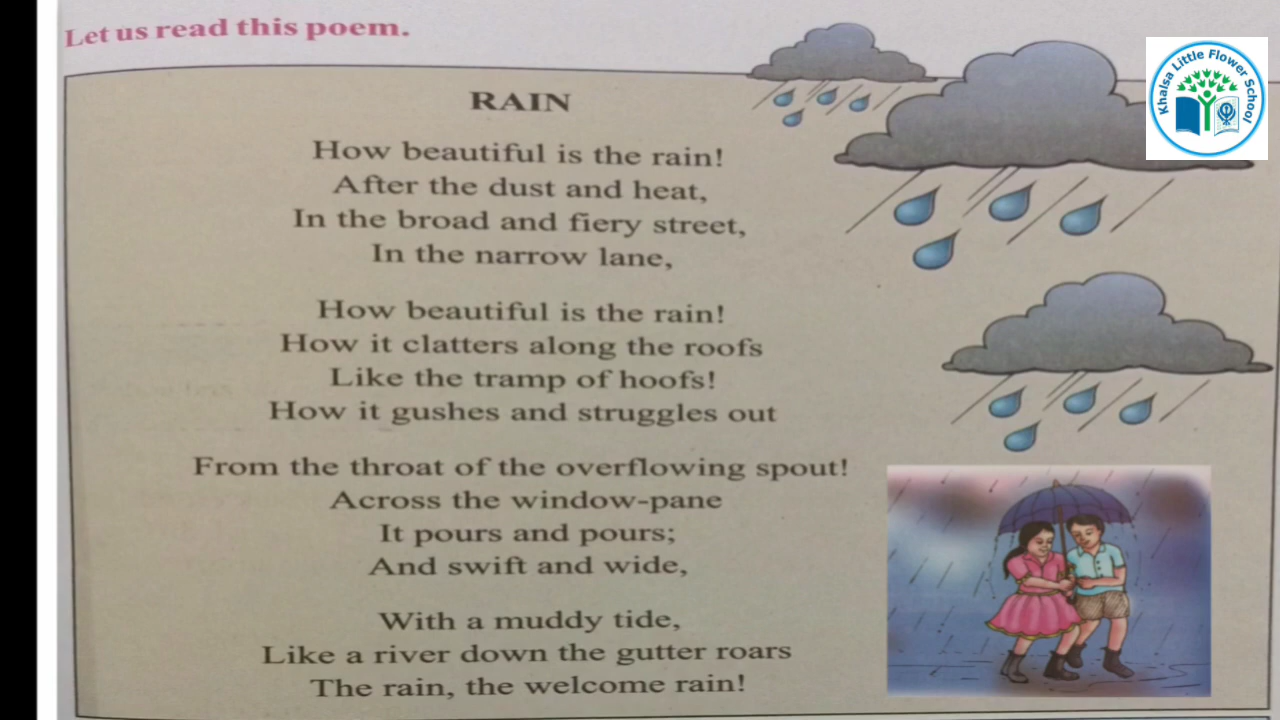 Let us read this poem.
RAIN
How beautiful is the rain!
After the dust and heat,
In the broad and fiery street,
In the narrow lane,
How beautiful is the rain!
How it clatters along the roofs
Like the tramp of hoofs!
How it gushes and struggles out
From the throat of the overflowing spout!
Across the window-pane
It pours and pours;
And swift and wide,
With a muddy tide,
Like a river down the gutter roars
The rain, the welcome rain!
Khalsa Little Flower School